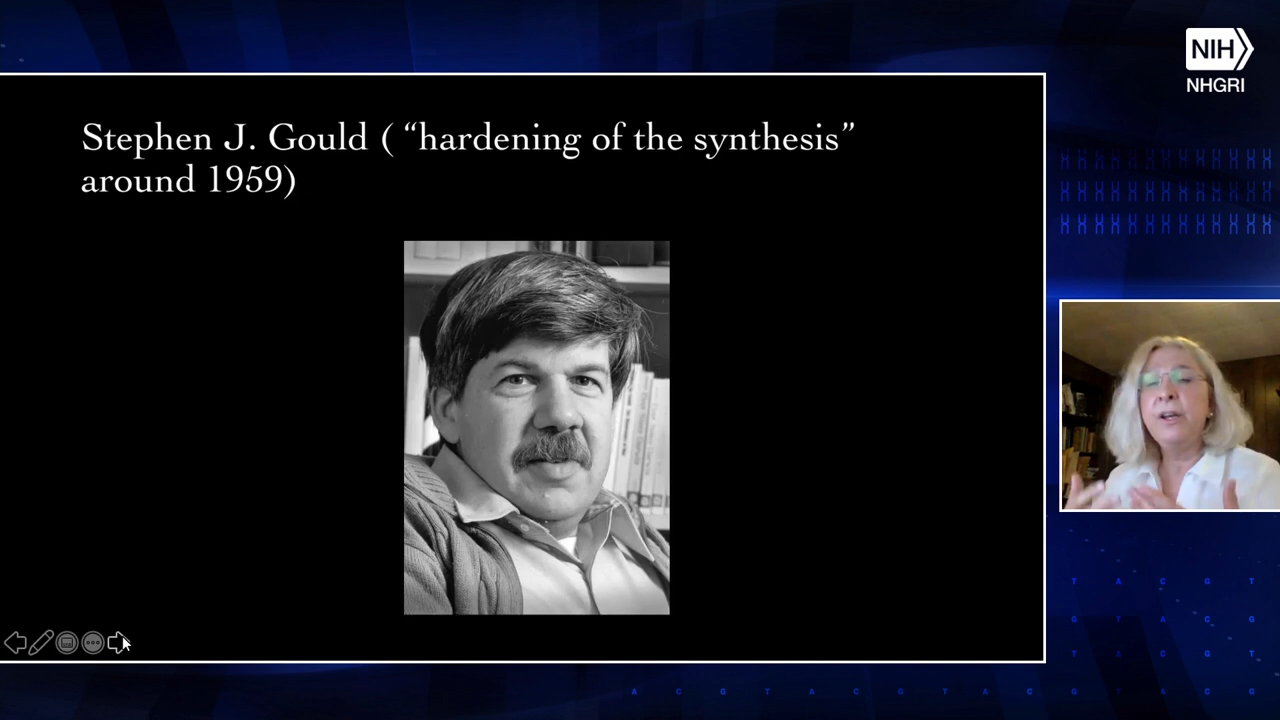 NIH
NHGRI
Stephen J. Gould ( “hardening of the synthesis”
around 1959)
T A C G T
G T A C G
T A C G T
A C G T A C G T A C G T A C G